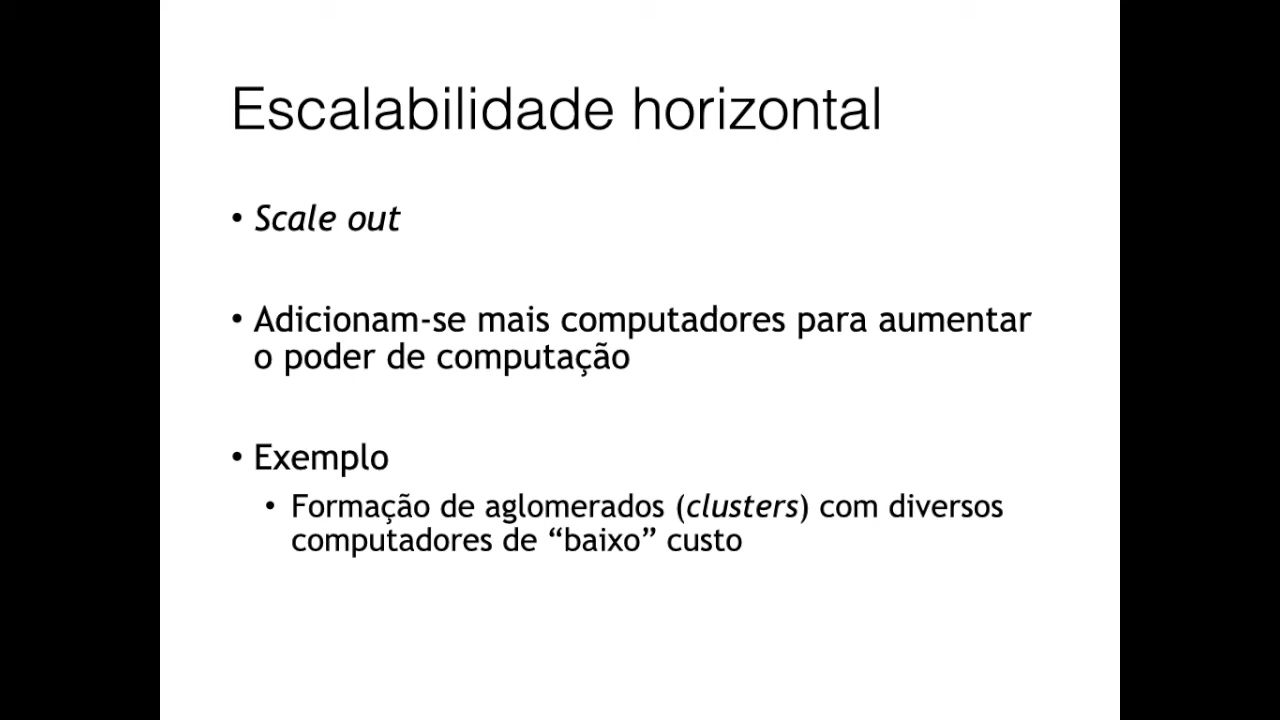 Escalabilidade horizontal
• Scale out
• Adicionam-se mais computadores para aumentar
o poder de computação
• Exemplo
• Formação de aglomerados (clusters) com diversos
computadores de “baixo” custo